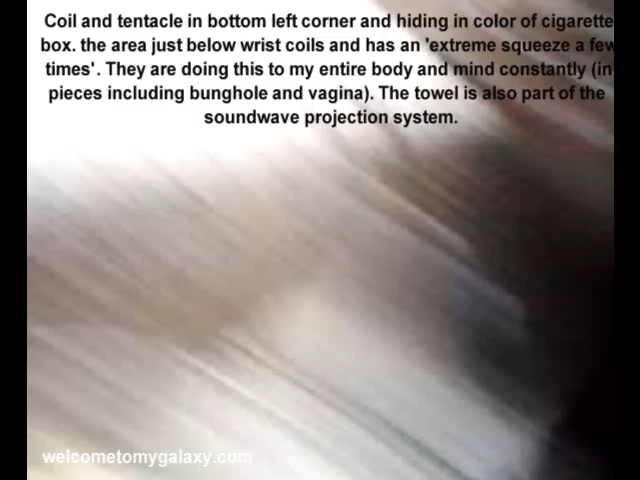 Coil and tentacle in bottom left corner and hiding in color of cigarette
box. the area just below wrist coils and has an 'extreme squeeze a few
times'. They are doing this to my entire body and mind constantly (in
pieces including bunghole and vagina). The towel is also part of the
soundwave projection system.
welcometomygalaxy.com